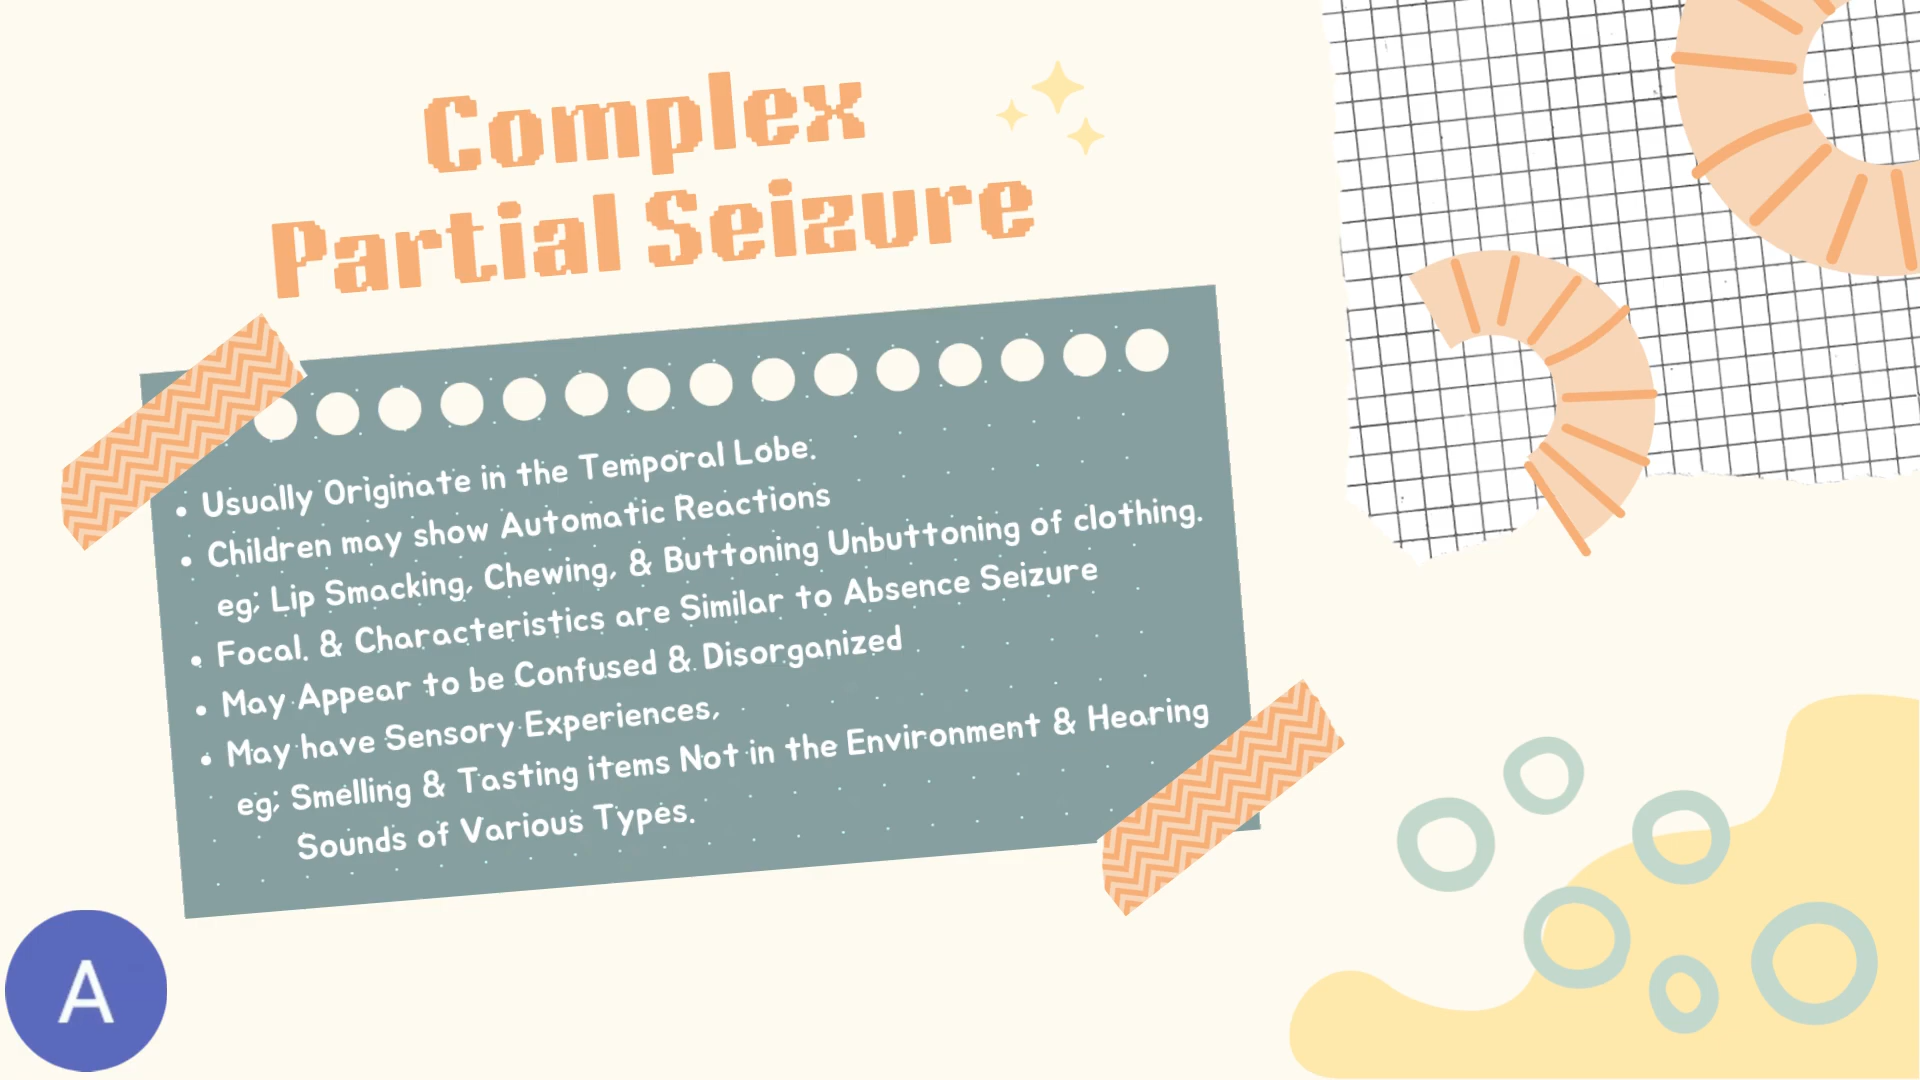 Complex
Partial Seizure
• Usually Originate in the Temporal Lobe.
• Children may show Automatic Reactions
eg; Lip Smacking, Chewing, & Buttoning Unbuttoning of clothing.
• Focal. & Characteristics are Similar to Absence Seizure
• May Appear to be Confused & Disorganized
• May have Sensory Experiences,
eg; Smelling & Tasting items Not in the Environment & Hearing
Sounds of Various Types.
A